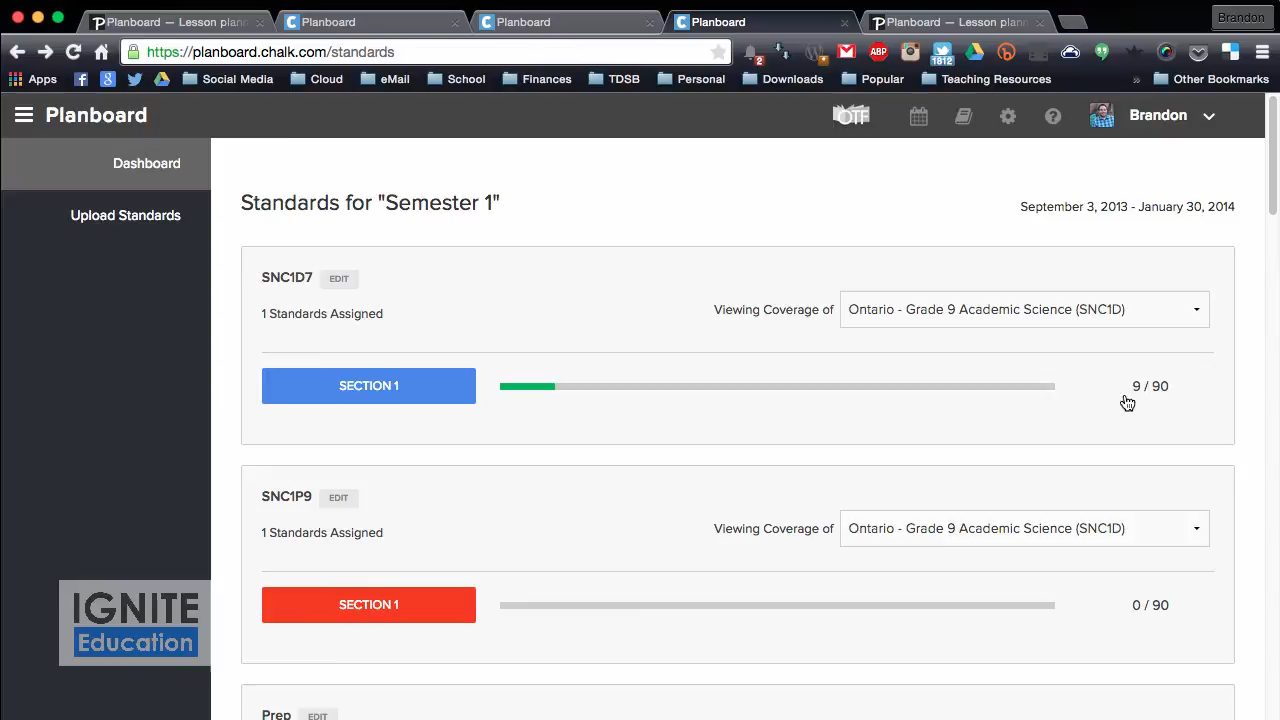 Planboard — Lesson plann
Planboard
Planboard
Planboard
Planboard — Lesson plann
Brandon
https://planboard.chalk.com/standards
2
ABP
1812
Apps
Social Media
Cloud
eMail
School
Finances
TDSB
Personal
Downloads
Popular
Teaching Resources
»
Other Bookmarks
Planboard
OTF
Brandon
Dashboard
Upload Standards
Standards for "Semester 1"
September 3, 2013 - January 30, 2014
SNC1D7 EDIT
1 Standards Assigned
Viewing Coverage of Ontario - Grade 9 Academic Science (SNC1D)
SECTION 1
9 / 90
SNC1P9 EDIT
1 Standards Assigned
Viewing Coverage of Ontario - Grade 9 Academic Science (SNC1D)
SECTION 1
0 / 90
IGNITE
Education
Prep EDIT